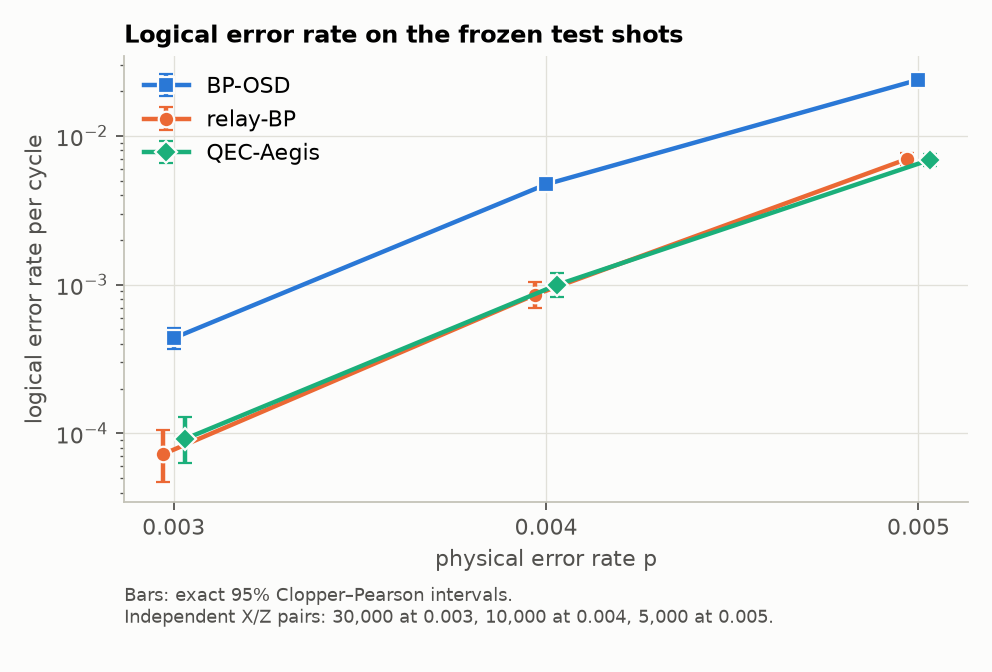 Logical error rate on the frozen test shots
BP-OSD
relay-BP
QEC-Aegis
logical error rate per cycle
10⁻²
10⁻³
10⁻⁴
0.003
0.004
0.005
physical error rate p
Bars: exact 95% Clopper–Pearson intervals.
Independent X/Z pairs: 30,000 at 0.003, 10,000 at 0.004, 5,000 at 0.005.